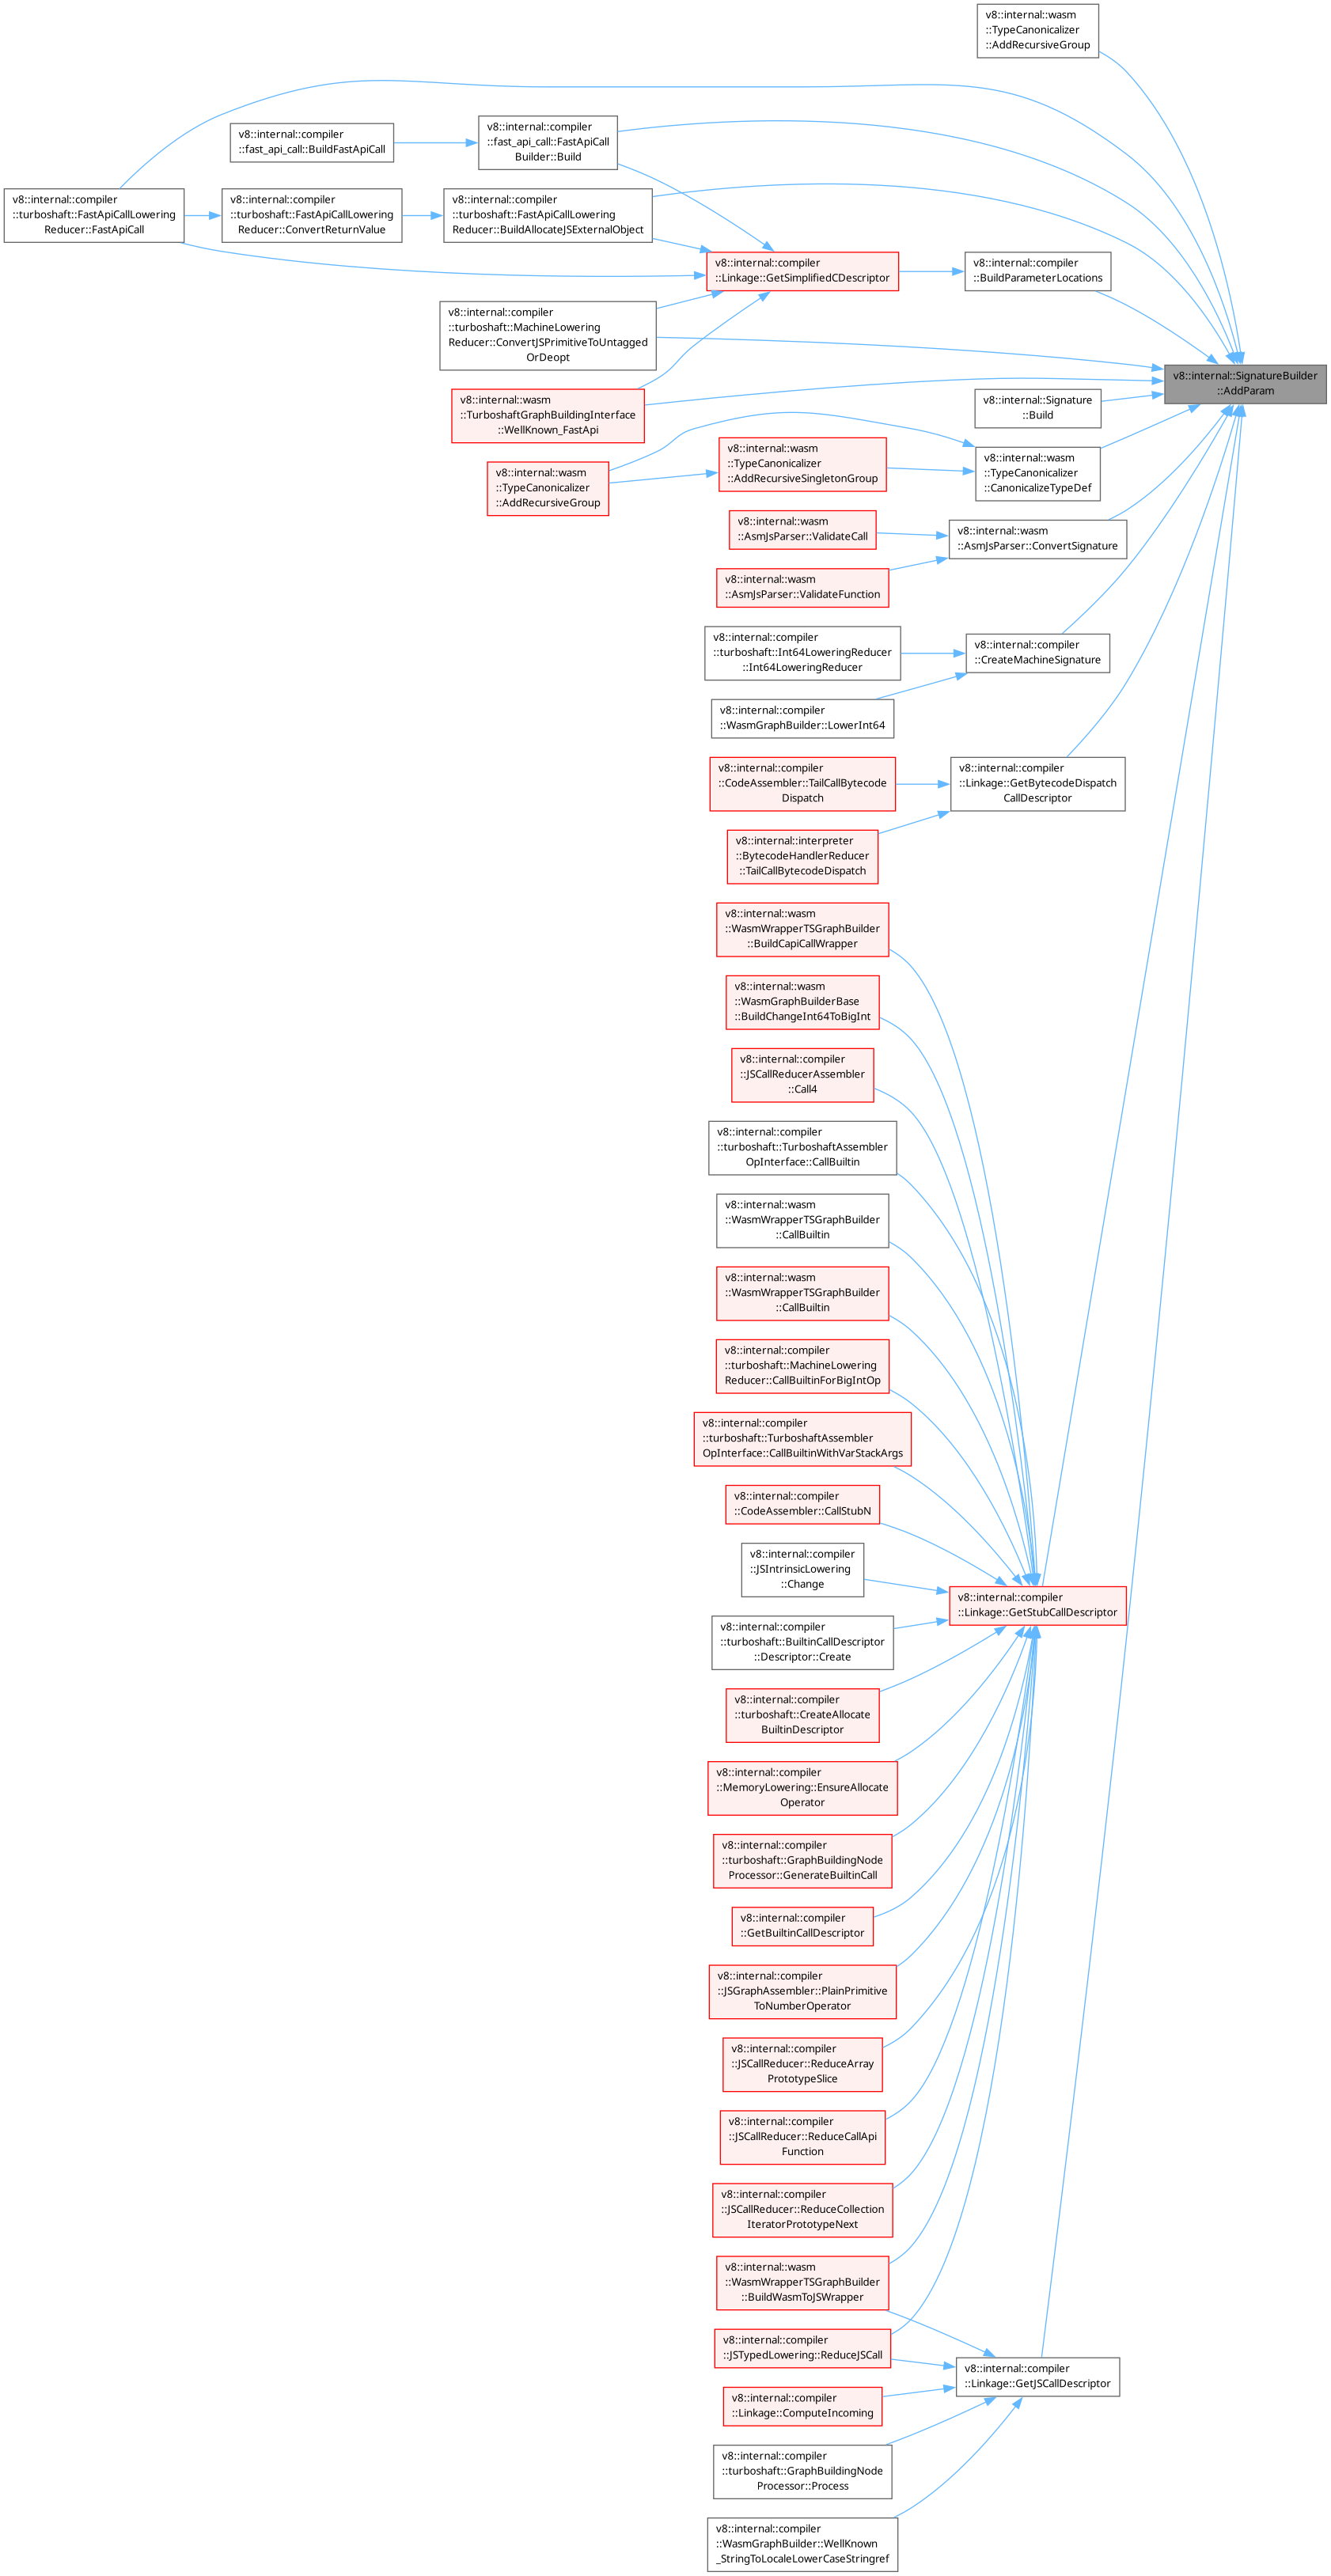 v8::internal::wasm
::TypeCanonicalizer
::AddRecursiveGroup
v8::internal::compiler
::fast_api_call::BuildFastApiCall
v8::internal::compiler
::fast_api_call::FastApiCall
Builder::Build
v8::internal::compiler
::turboshaft::FastApiCallLowering
Reducer::FastApiCall
v8::internal::compiler
::turboshaft::FastApiCallLowering
Reducer::ConvertReturnValue
v8::internal::compiler
::turboshaft::FastApiCallLowering
Reducer::BuildAllocateJSExternalObject
v8::internal::compiler
::Linkage::GetSimplifiedCDescriptor
v8::internal::compiler
::BuildParameterLocations
v8::internal::compiler
::turboshaft::MachineLowering
Reducer::ConvertJSPrimitiveToUntagged
OrDeopt
v8::internal::SignatureBuilder
::AddParam
v8::internal::wasm
::TurboshaftGraphBuildingInterface
::WellKnown_FastApi
v8::internal::Signature
::Build
v8::internal::wasm
::TypeCanonicalizer
::AddRecursiveGroup
v8::internal::wasm
::TypeCanonicalizer
::AddRecursiveSingletonGroup
v8::internal::wasm
::TypeCanonicalizer
::CanonicalizeTypeDef
v8::internal::wasm
::AsmJsParser::ValidateCall
v8::internal::wasm
::AsmJsParser::ConvertSignature
v8::internal::wasm
::AsmJsParser::ValidateFunction
v8::internal::compiler
::turboshaft::Int64LoweringReducer
::Int64LoweringReducer
v8::internal::compiler
::CreateMachineSignature
v8::internal::compiler
::WasmGraphBuilder::LowerInt64
v8::internal::compiler
::CodeAssembler::TailCallBytecode
Dispatch
v8::internal::compiler
::Linkage::GetBytecodeDispatch
CallDescriptor
v8::internal::interpreter
::BytecodeHandlerReducer
::TailCallBytecodeDispatch
v8::internal::wasm
::WasmWrapperTSGraphBuilder
::BuildCapiCallWrapper
v8::internal::wasm
::WasmGraphBuilderBase
::BuildChangeInt64ToBigInt
v8::internal::compiler
::JSCallReducerAssembler
::Call4
v8::internal::compiler
::turboshaft::TurboshaftAssembler
OpInterface::CallBuiltin
v8::internal::wasm
::WasmWrapperTSGraphBuilder
::CallBuiltin
v8::internal::wasm
::WasmWrapperTSGraphBuilder
::CallBuiltin
v8::internal::compiler
::turboshaft::MachineLowering
Reducer::CallBuiltinForBigIntOp
v8::internal::compiler
::turboshaft::TurboshaftAssembler
OpInterface::CallBuiltinWithVarStackArgs
v8::internal::compiler
::CodeAssembler::CallStubN
v8::internal::compiler
::JSIntrinsicLowering
::Change
v8::internal::compiler
::Linkage::GetStubCallDescriptor
v8::internal::compiler
::turboshaft::BuiltinCallDescriptor
::Descriptor::Create
v8::internal::compiler
::turboshaft::CreateAllocate
BuiltinDescriptor
v8::internal::compiler
::MemoryLowering::EnsureAllocate
Operator
v8::internal::compiler
::turboshaft::GraphBuildingNode
Processor::GenerateBuiltinCall
v8::internal::compiler
::GetBuiltinCallDescriptor
v8::internal::compiler
::JSGraphAssembler::PlainPrimitive
ToNumberOperator
v8::internal::compiler
::JSCallReducer::ReduceArray
PrototypeSlice
v8::internal::compiler
::JSCallReducer::ReduceCallApi
Function
v8::internal::compiler
::JSCallReducer::ReduceCollection
IteratorPrototypeNext
v8::internal::wasm
::WasmWrapperTSGraphBuilder
::BuildWasmToJSWrapper
v8::internal::compiler
::JSTypedLowering::ReduceJSCall
v8::internal::compiler
::Linkage::GetJSCallDescriptor
v8::internal::compiler
::Linkage::ComputeIncoming
v8::internal::compiler
::turboshaft::GraphBuildingNode
Processor::Process
v8::internal::compiler
::WasmGraphBuilder::WellKnown
_StringToLocaleLowerCaseStringref